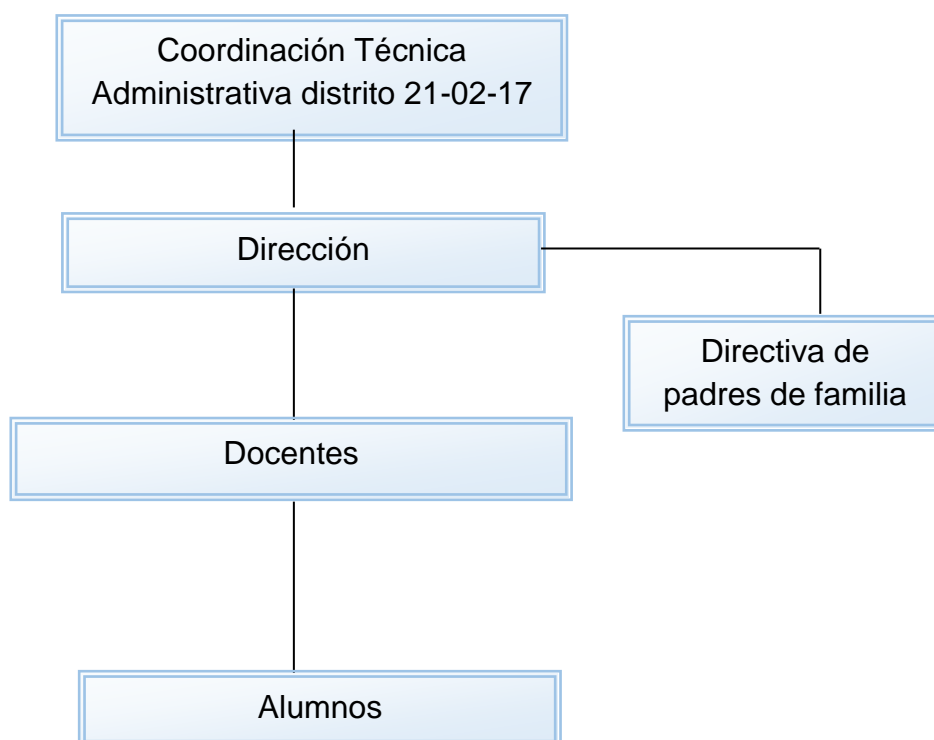 Coordinación Técnica
Administrativa distrito 21-02-17
Dirección
Directiva de
padres de familia
Docentes
Alumnos